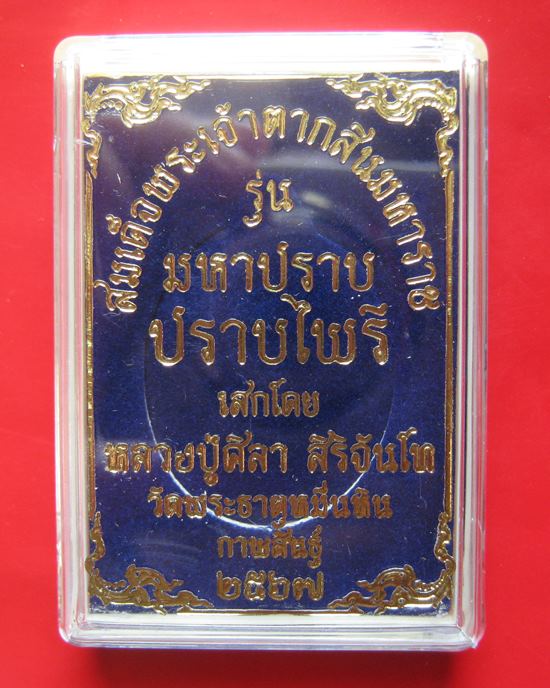 สมเด็จพระเจ้าตากสินมหาราช
รุ่น
มหาปราบ
ปราบไพรี
เสกโดย
หลวงปู่ศิลา สิริจันโท
วัดพระธาตุหมื่นหิน
กาฬสินธุ์
๒๕๖๗